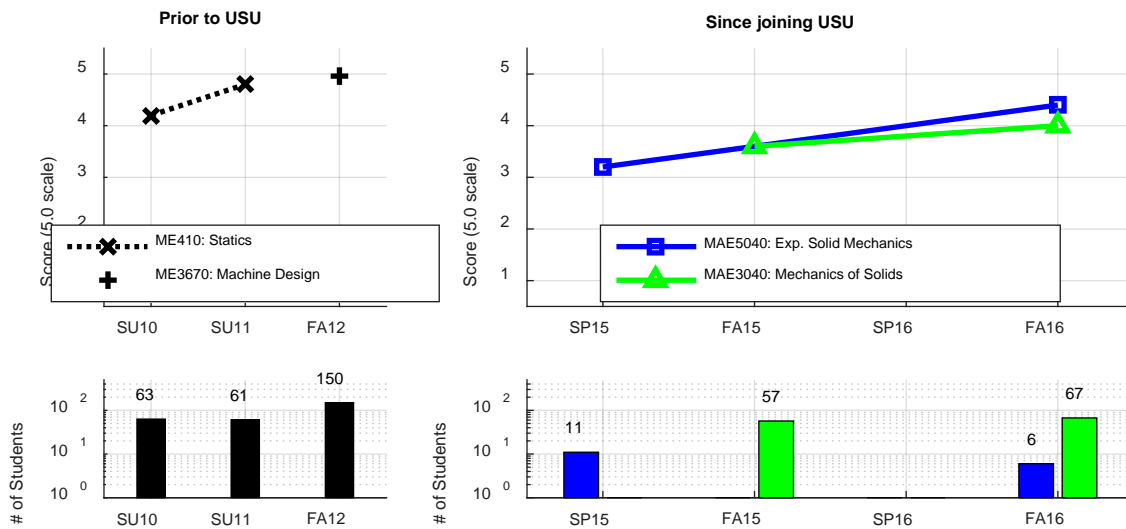 Prior to USU
5
4
3
2
Score (5.0 scale)
ME410: Statics
ME3670: Machine Design
SU10 SU11 FA12
Since joining USU
5
4
3
2
1
Score (5.0 scale)
MAE5040: Exp. Solid Mechanics
MAE3040: Mechanics of Solids
SP15 FA15 SP16 FA16
63 61 150
10 2
10 1
10 0
# of Students
SU10 SU11 FA12
11 57 6 67
10 2
10 1
10 0
# of Students
SP15 FA15 SP16 FA16